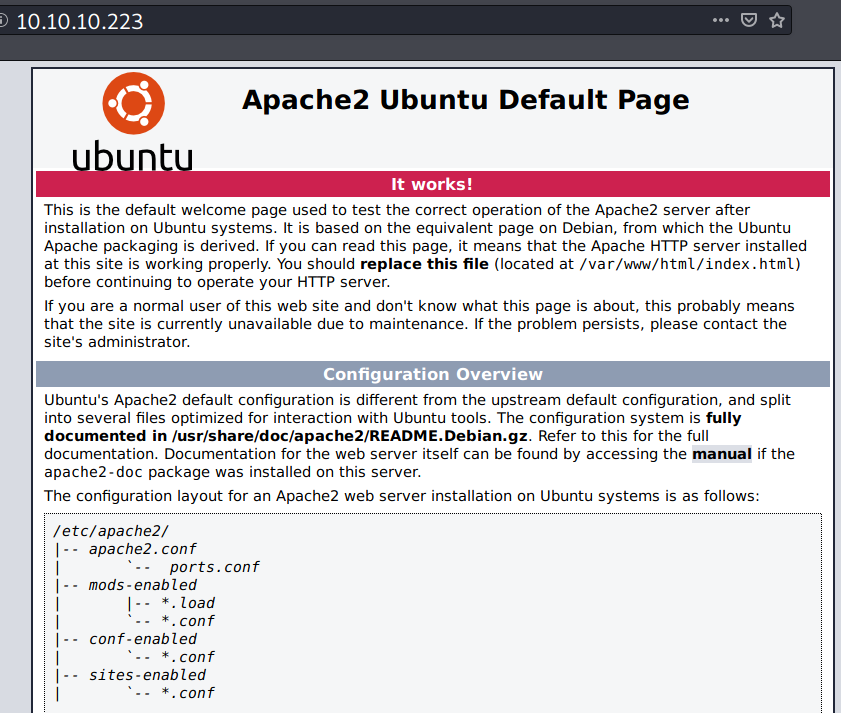 10.10.10.223
Apache2 Ubuntu Default Page
ubuntu
It works!
This is the default welcome page used to test the correct operation of the Apache2 server after
installation on Ubuntu systems. It is based on the equivalent page on Debian, from which the Ubuntu
Apache packaging is derived. If you can read this page, it means that the Apache HTTP server installed
at this site is working properly. You should replace this file (located at /var/www/html/index.html)
before continuing to operate your HTTP server.
If you are a normal user of this web site and don't know what this page is about, this probably means
that the site is currently unavailable due to maintenance. If the problem persists, please contact the
site's administrator.
Configuration Overview
Ubuntu's Apache2 default configuration is different from the upstream default configuration, and split
into several files optimized for interaction with Ubuntu tools. The configuration system is fully
documented in /usr/share/doc/apache2/README.Debian.gz. Refer to this for the full
documentation. Documentation for the web server itself can be found by accessing the manual if the
apache2-doc package was installed on this server.
The configuration layout for an Apache2 web server installation on Ubuntu systems is as follows:
/etc/apache2/
|-- apache2.conf
|       `--  ports.conf
|-- mods-enabled
|       |-- *.load
|       `-- *.conf
|-- conf-enabled
|       `-- *.conf
|-- sites-enabled
|       `-- *.conf